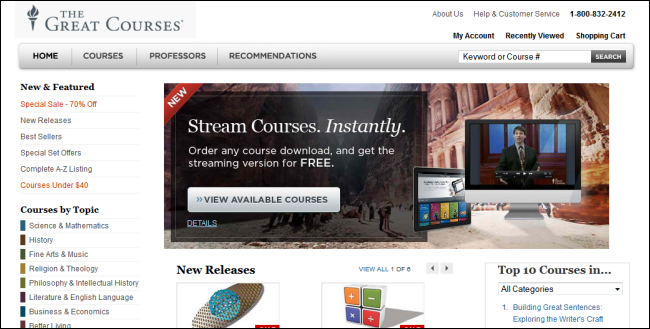 THE
GREAT COURSES®
About Us
Help & Customer Service
1-800-832-2412
My Account
Recently Viewed
Shopping Cart
HOME
COURSES
PROFESSORS
RECOMMENDATIONS
Keyword or Course #
SEARCH
New & Featured
Special Sale - 70% Off
New Releases
Best Sellers
Special Set Offers
Complete A-Z Listing
Courses Under $40
Courses by Topic
Science & Mathematics
History
Fine Arts & Music
Religion & Theology
Philosophy & Intellectual History
Literature & English Language
Business & Economics
Better Living
NEW
Stream Courses. Instantly.
Order any course download, and get the
streaming version for FREE.
»VIEW AVAILABLE COURSES
DETAILS
New Releases
VIEW ALL 1 OF 6
Top 10 Courses in...
All Categories
1. Building Great Sentences:
Exploring the Writer's Craft